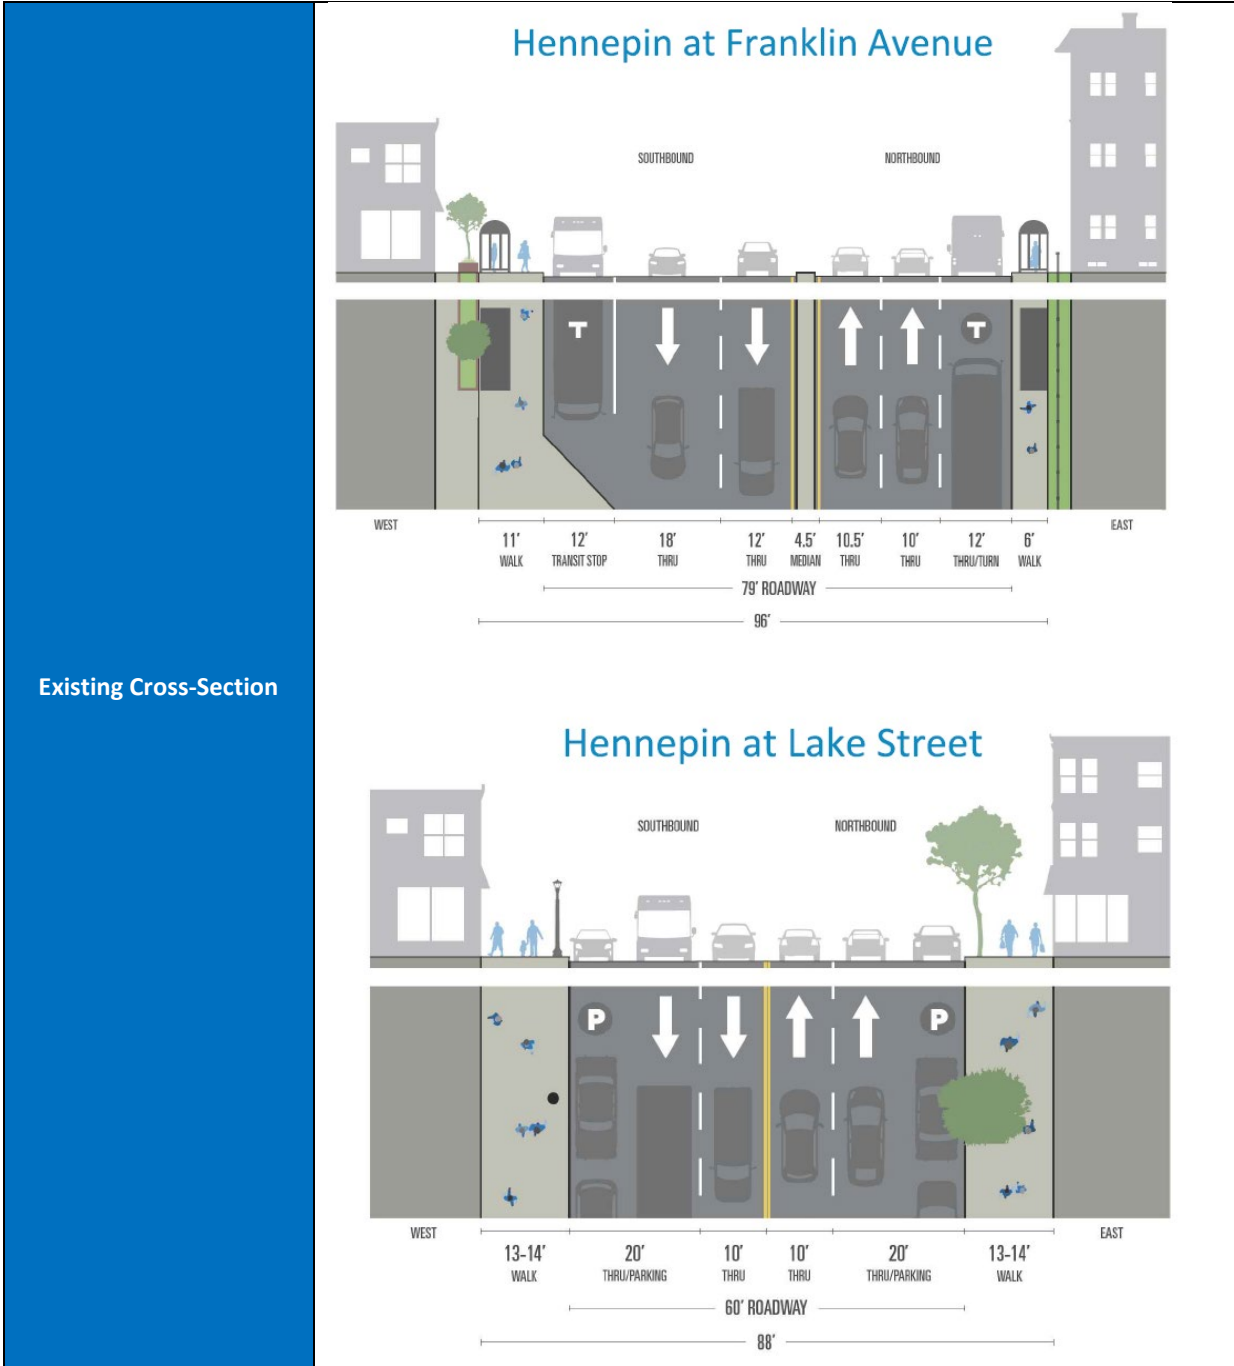 Existing Cross-Section
Hennepin at Franklin Avenue
SOUTHBOUND NORTHBOUND
T T
WEST EAST
11' 12' 18' 12' 4.5' 10.5' 10' 12' 6'
WALK TRANSIT STOP THRU THRU MEDIAN THRU THRU THRU/TURN WALK
79' ROADWAY
96'
Hennepin at Lake Street
SOUTHBOUND NORTHBOUND
P P
WEST EAST
13-14' 20' 10' 10' 20' 13-14'
WALK THRU/PARKING THRU THRU THRU/PARKING WALK
60' ROADWAY
88'